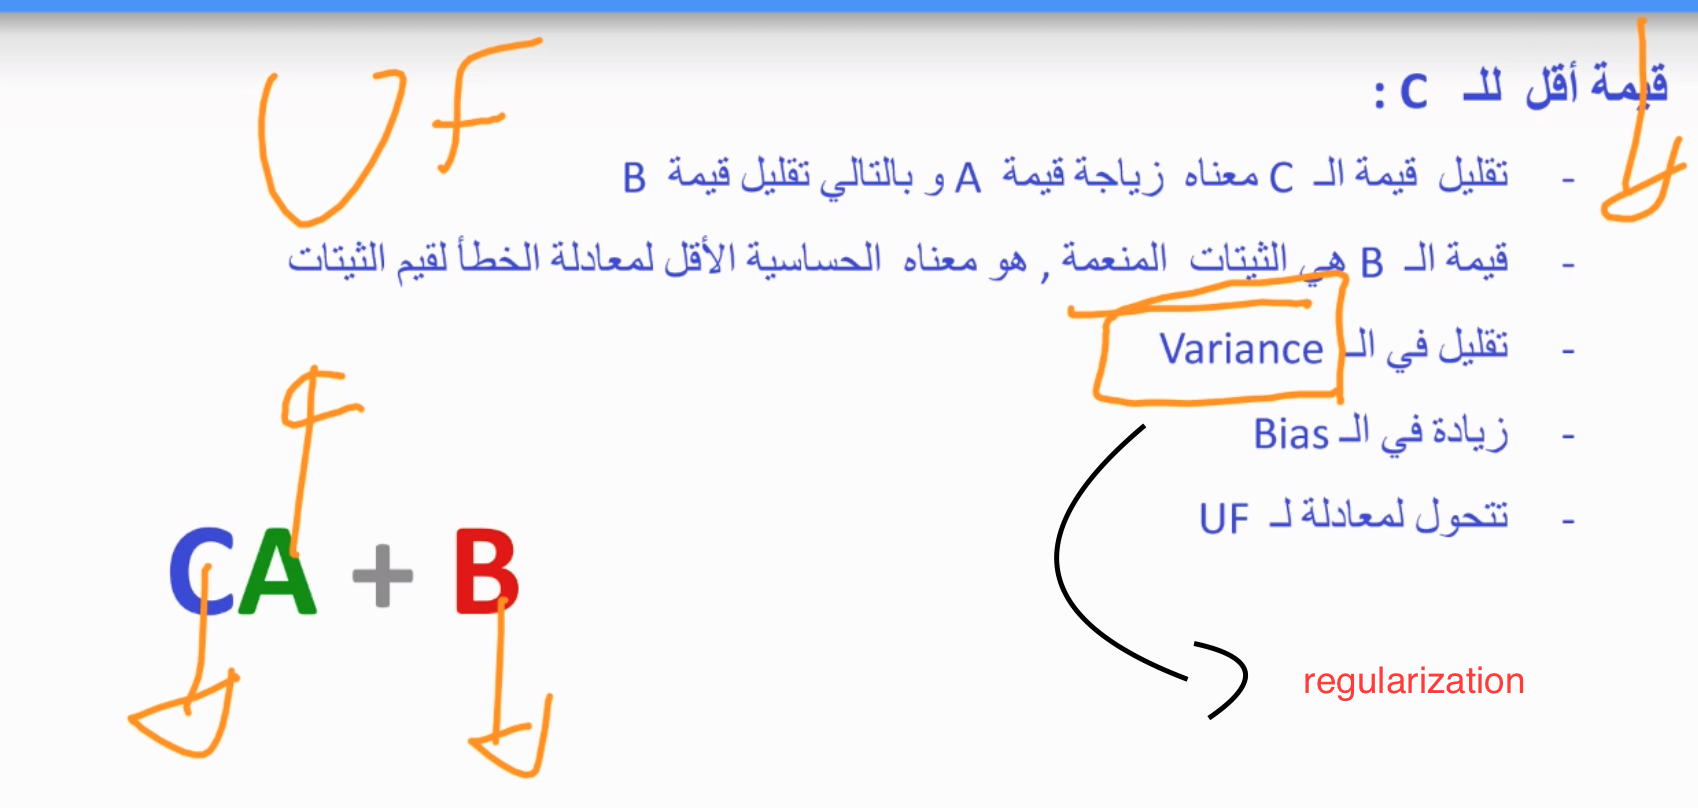 UF
قيمة أقل للـ C :
- تقليل قيمة الـ C معناه زياجة قيمة A و بالتالي تقليل قيمة B
- قيمة الـ B هي الثيتات المنعمة , هو معناه الحساسية الأقل لمعادلة الخطأ لقيم الثيتات
- تقليل في الـ Variance
- زيادة في الـ Bias
- تتحول لمعادلة لـ UF
CA + B
regularization